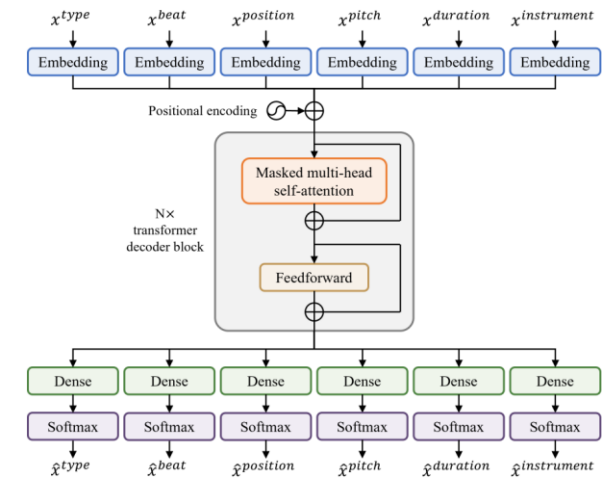 x^type x^beat x^position x^pitch x^duration x^instrument
Embedding Embedding Embedding Embedding Embedding Embedding
Positional encoding
Masked multi-head
self-attention
N×
transformer
decoder block
Feedforward
Dense Dense Dense Dense Dense Dense
Softmax Softmax Softmax Softmax Softmax Softmax
x̂^type x̂^beat x̂^position x̂^pitch x̂^duration x̂^instrument